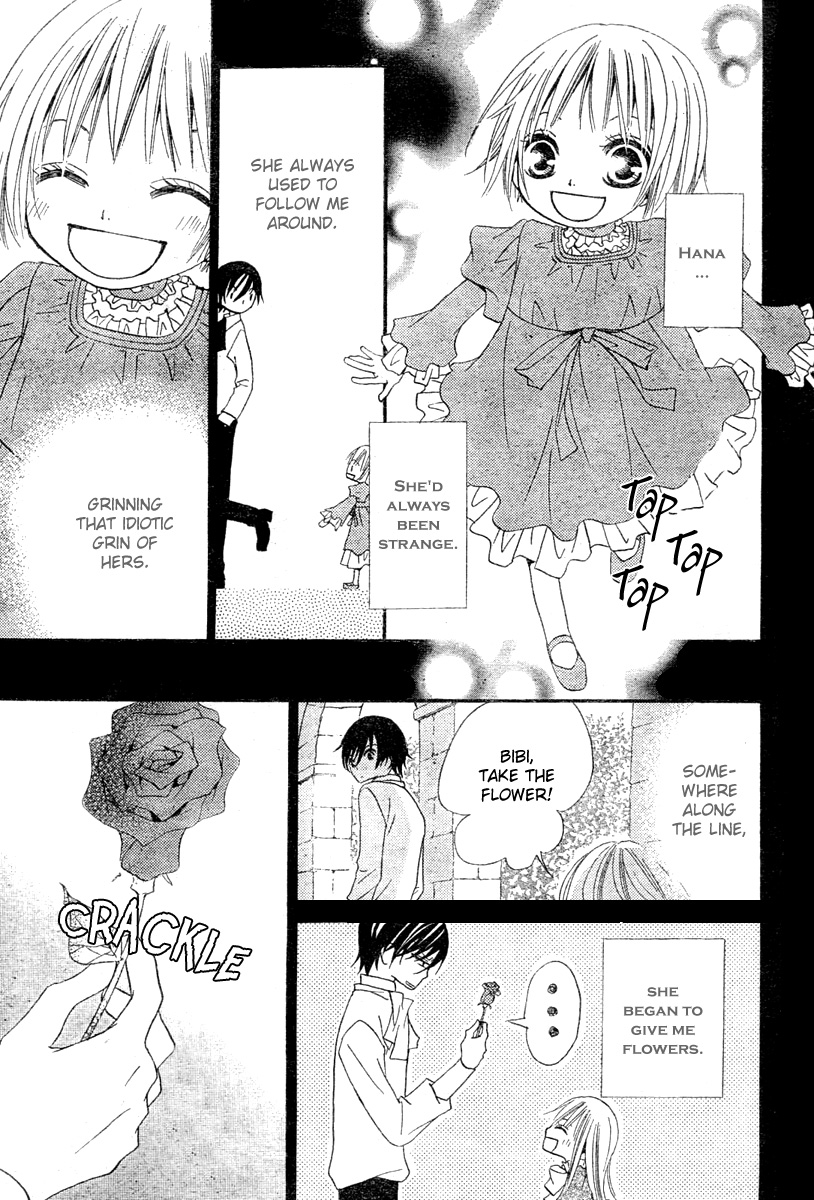 HANA
...
SHE'D
ALWAYS
BEEN
STRANGE.
TAP
TAP
TAP
SHE ALWAYS
USED TO
FOLLOW ME
AROUND.
GRINNING
THAT IDIOTIC
GRIN OF
HERS.
SOME-
WHERE
ALONG
THE LINE,
BIBI,
TAKE THE
FLOWER!
SHE
BEGAN TO
GIVE ME
FLOWERS.
...
CRACKLE